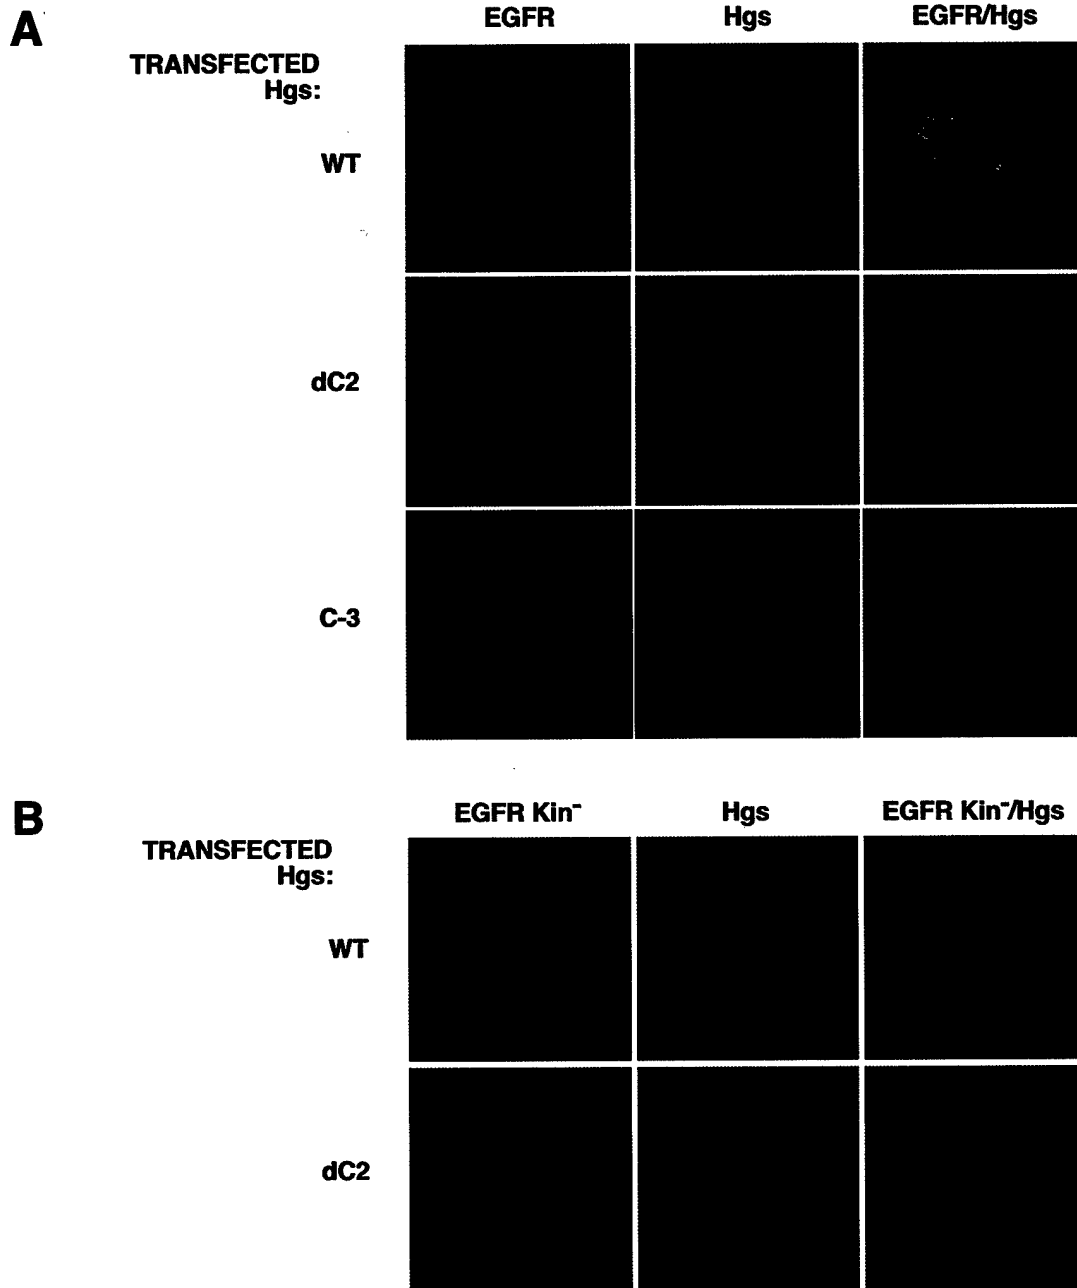 A
EGFR Hgs EGFR/Hgs
TRANSFECTED
Hgs:
WT
dC2
C-3
B
EGFR Kin⁻ Hgs EGFR Kin⁻/Hgs
TRANSFECTED
Hgs:
WT
dC2